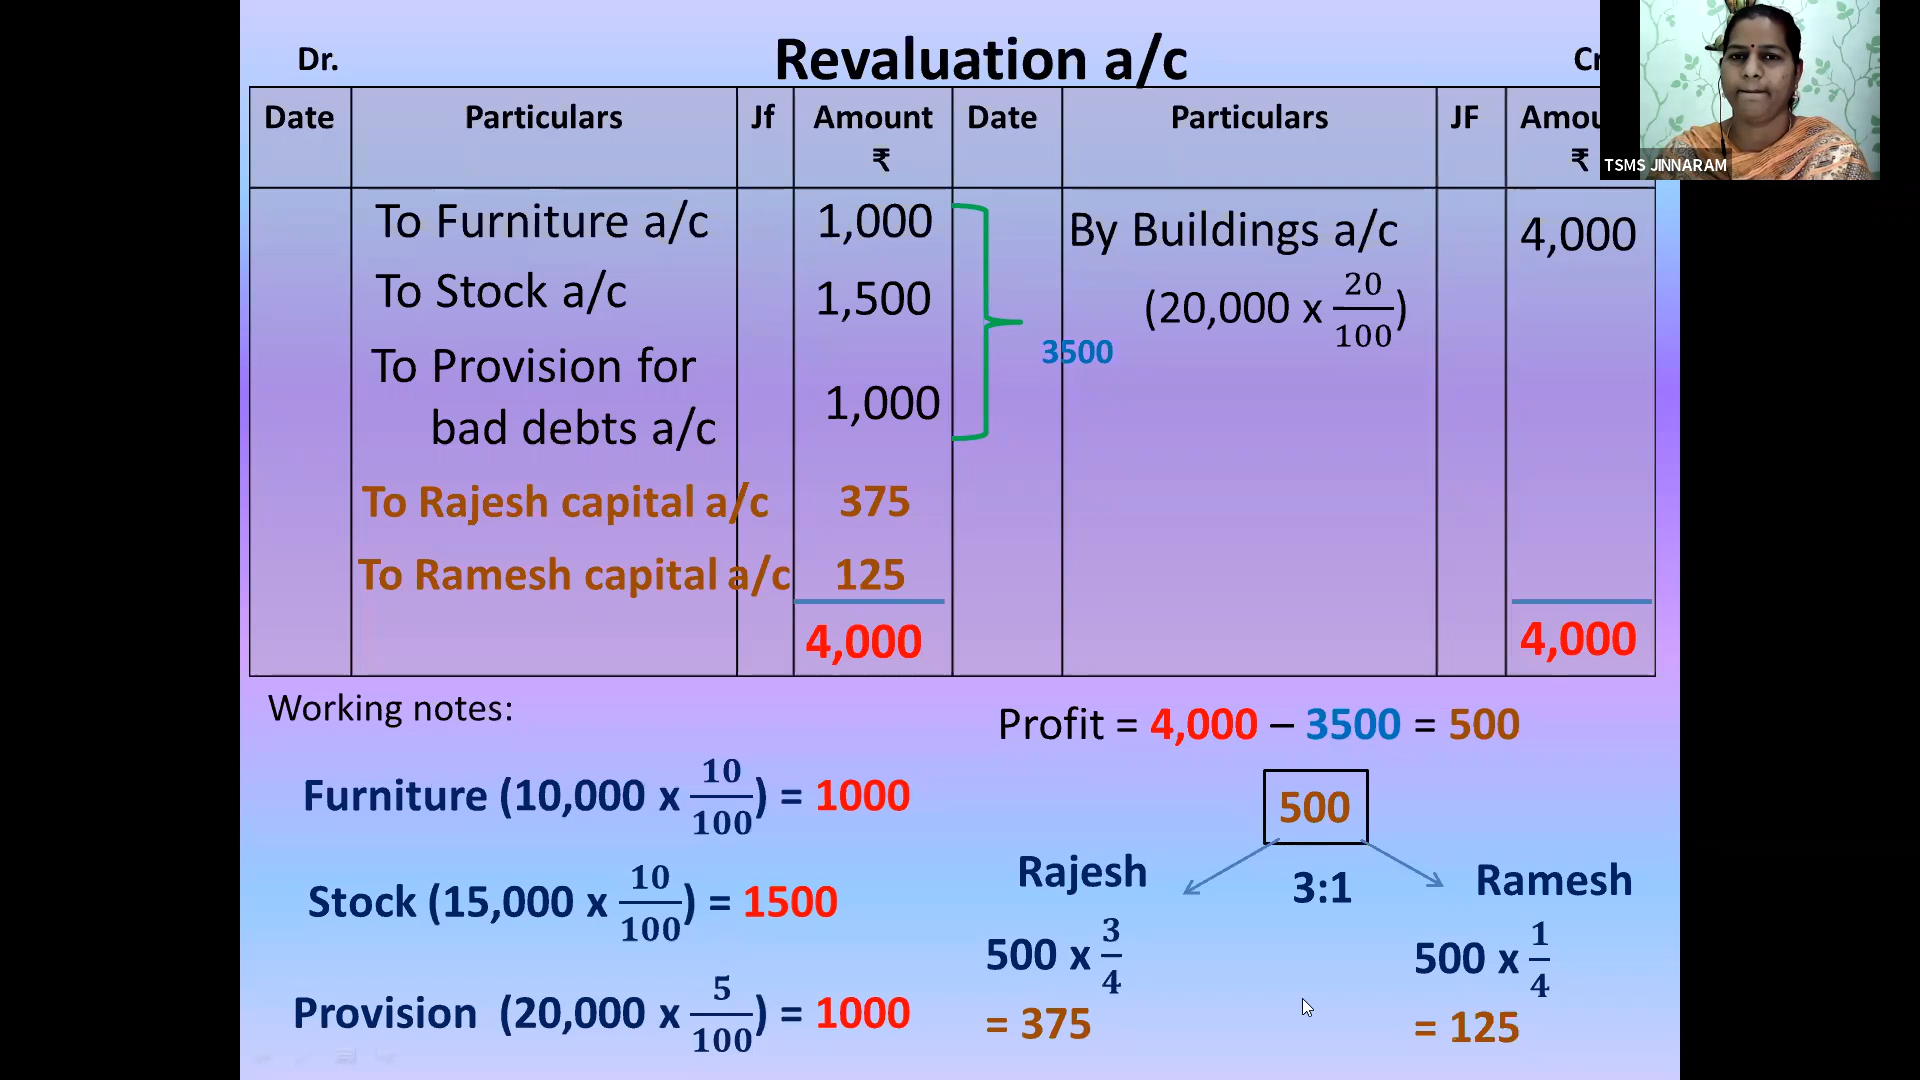 Revaluation a/c
Dr.
Cr
Date Particulars Jf Amount ₹ Date Particulars JF Amou ₹
TSMS JINNARAM
To Furniture a/c 1,000
To Stock a/c 1,500
To Provision for
bad debts a/c 1,000
3500
To Rajesh capital a/c 375
To Ramesh capital a/c 125
4,000
By Buildings a/c 4,000
(20,000 x 20/100)
4,000
Working notes:
Furniture (10,000 x 10/100) = 1000
Stock (15,000 x 10/100) = 1500
Provision (20,000 x 5/100) = 1000
Profit = 4,000 – 3500 = 500
500
Rajesh 3:1 Ramesh
500 x 3/4
= 375
500 x 1/4
= 125